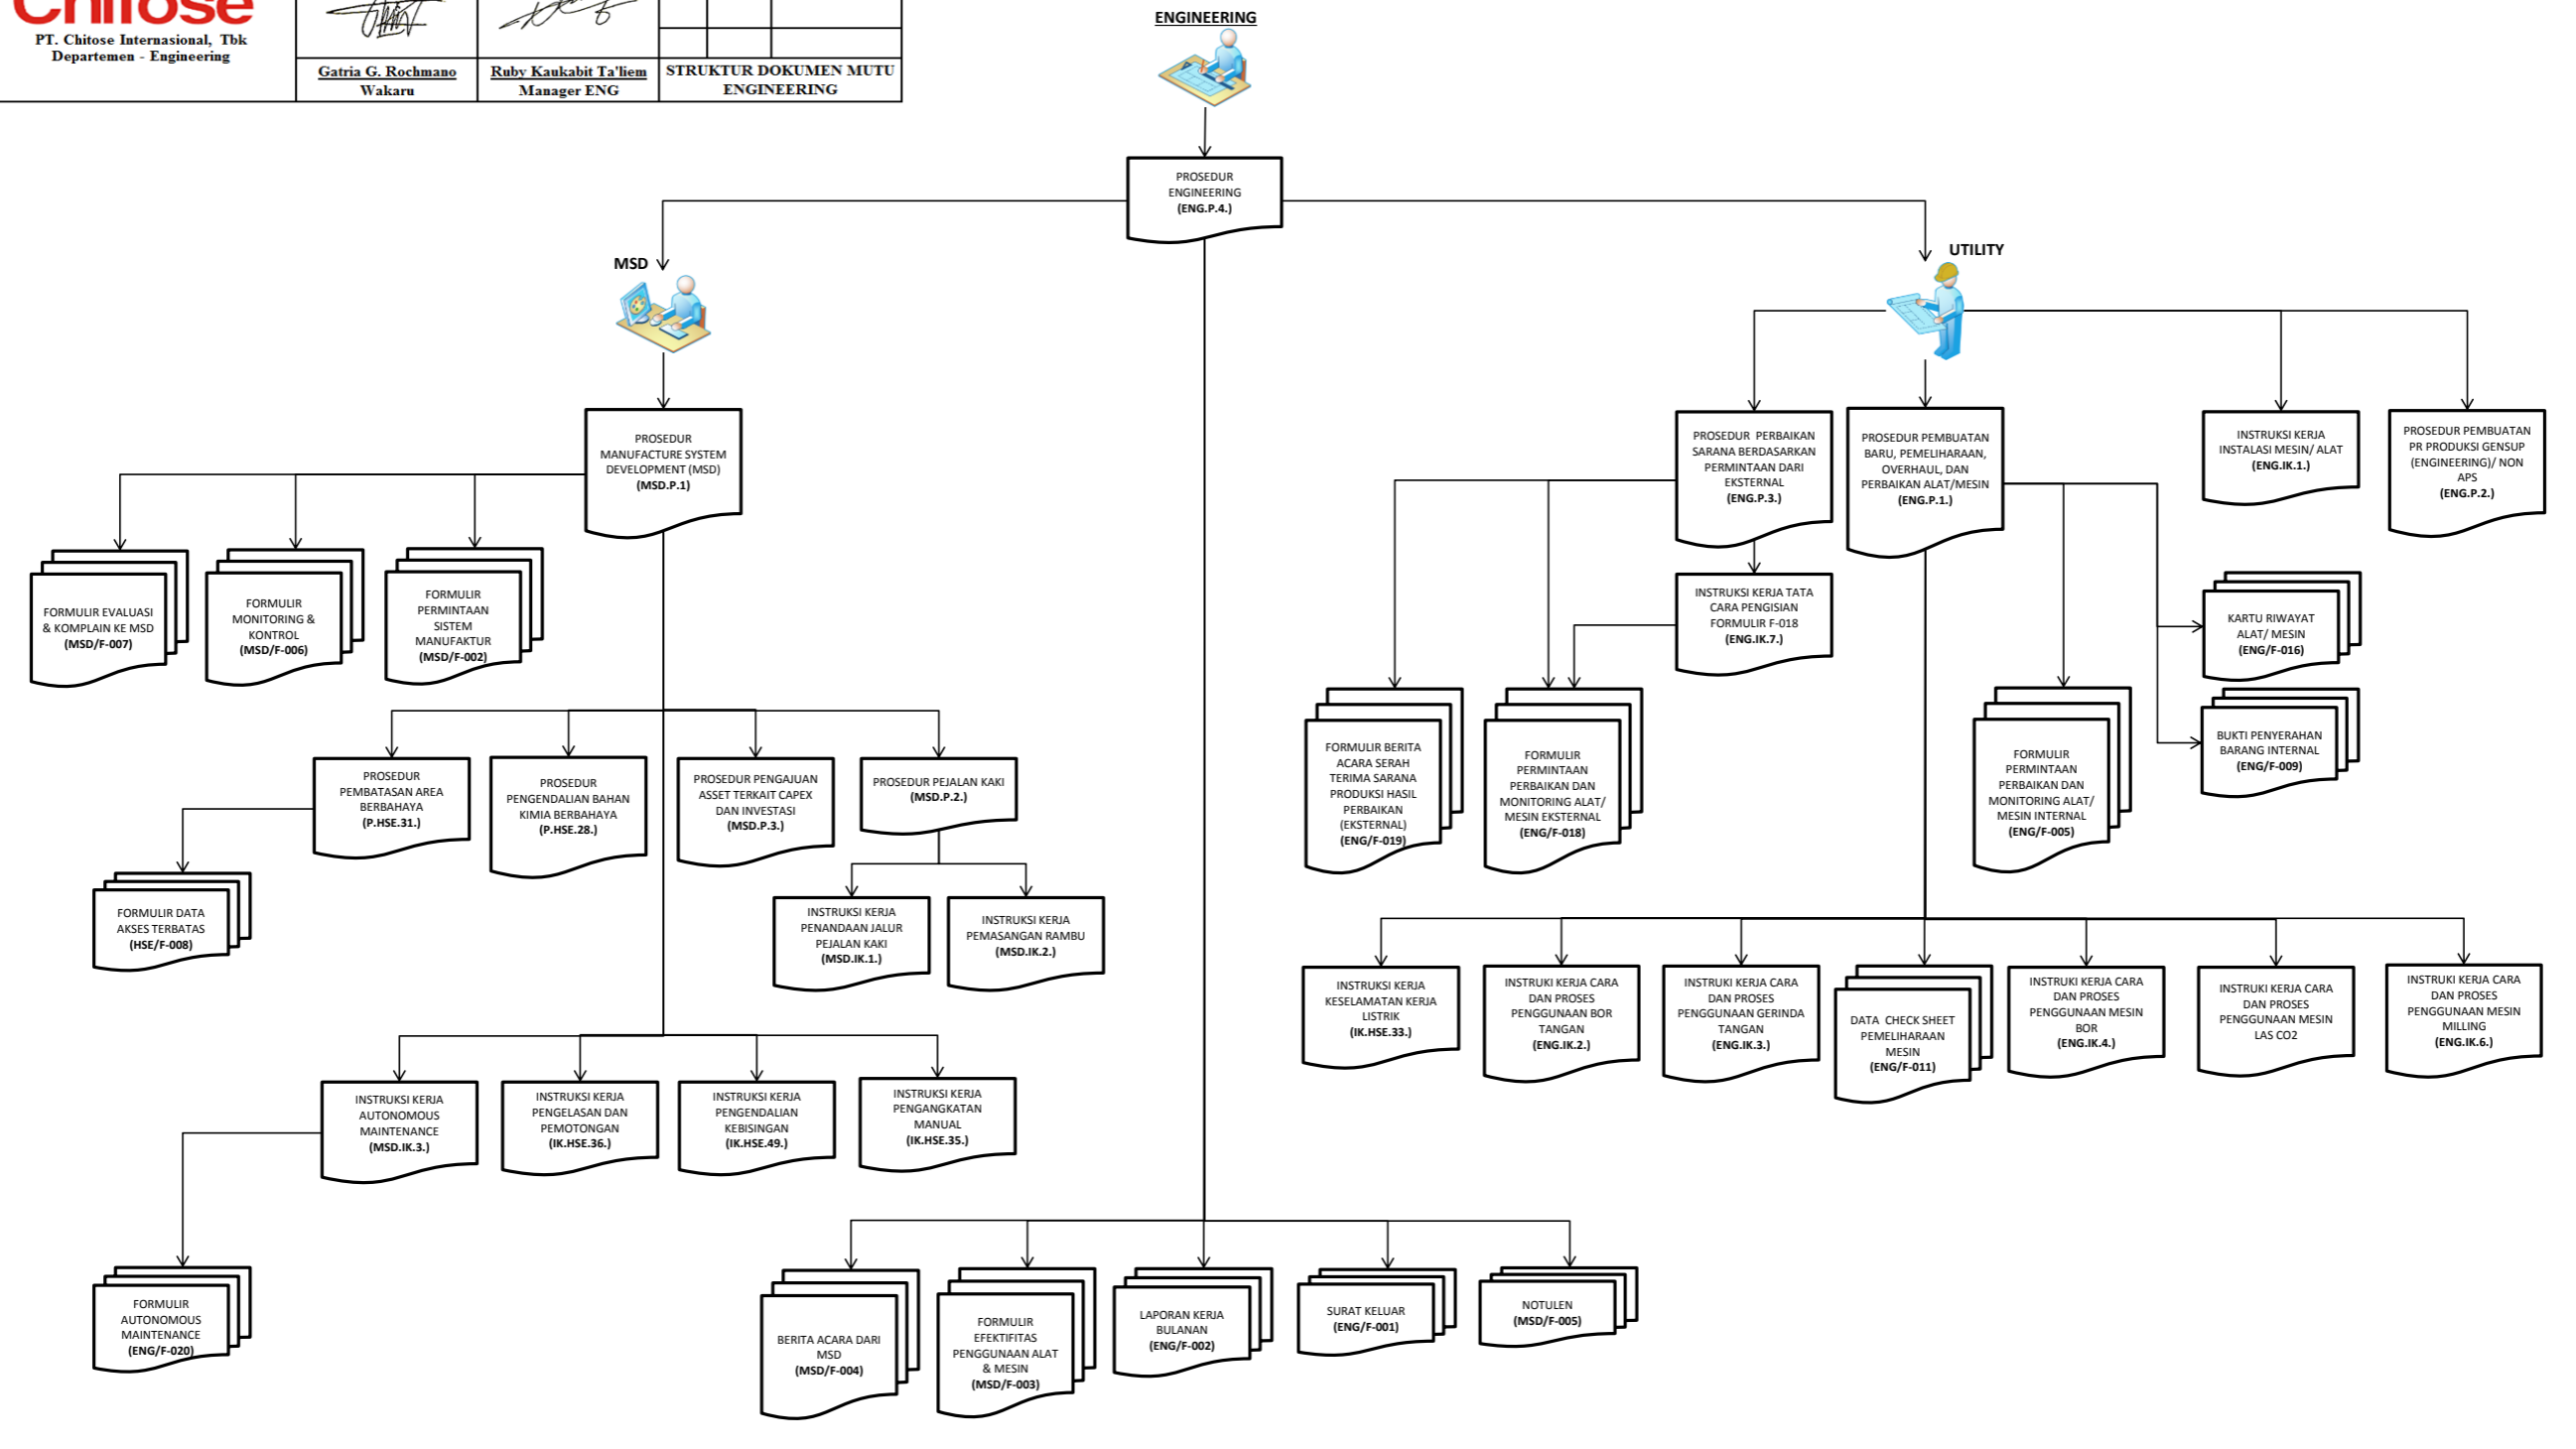 Chitose
PT. Chitose Internasional, Tbk
Departemen - Engineering
Gatria G. Rochmano
Wakaru
Ruby Kaukabit Ta'liem
Manager ENG
STRUKTUR DOKUMEN MUTU
ENGINEERING
ENGINEERING
PROSEDUR
ENGINEERING
(ENG.P.4.)
MSD
UTILITY
PROSEDUR
MANUFACTURE SYSTEM
DEVELOPMENT (MSD)
(MSD.P.1)
PROSEDUR PERBAIKAN
SARANA BERDASARKAN
PERMINTAAN DARI
EKSTERNAL
(ENG.P.3.)
PROSEDUR PEMBUATAN
BARU, PEMELIHARAAN,
OVERHAUL, DAN
PERBAIKAN ALAT/MESIN
(ENG.P.1.)
INSTRUKSI KERJA
INSTALASI MESIN/ ALAT
(ENG.IK.1.)
PROSEDUR PEMBUATAN
PR PRODUKSI GENSUP
(ENGINEERING)/ NON
APS
(ENG.P.2.)
FORMULIR EVALUASI
& KOMPLAIN KE MSD
(MSD/F-007)
FORMULIR
MONITORING &
KONTROL
(MSD/F-006)
FORMULIR
PERMINTAAN
SISTEM
MANUFAKTUR
(MSD/F-002)
INSTRUKSI KERJA TATA
CARA PENGISIAN
FORMULIR F-018
(ENG.IK.7.)
KARTU RIWAYAT
ALAT/ MESIN
(ENG/F-016)
BUKTI PENYERAHAN
BARANG INTERNAL
(ENG/F-009)
FORMULIR BERITA
ACARA SERAH
TERIMA SARANA
PRODUKSI HASIL
PERBAIKAN
(EKSTERNAL)
(ENG/F-019)
FORMULIR
PERMINTAAN
PERBAIKAN DAN
MONITORING ALAT/
MESIN EKSTERNAL
(ENG/F-018)
FORMULIR
PERMINTAAN
PERBAIKAN DAN
MONITORING ALAT/
MESIN INTERNAL
(ENG/F-005)
PROSEDUR
PEMBATASAN AREA
BERBAHAYA
(P.HSE.31.)
PROSEDUR
PENGENDALIAN BAHAN
KIMIA BERBAHAYA
(P.HSE.28.)
PROSEDUR PENGAJUAN
ASSET TERKAIT CAPEX
DAN INVESTASI
(MSD.P.3.)
PROSEDUR PEJALAN KAKI
(MSD.P.2.)
FORMULIR DATA
AKSES TERBATAS
(HSE/F-008)
INSTRUKSI KERJA
PENANDAAN JALUR
PEJALAN KAKI
(MSD.IK.1.)
INSTRUKSI KERJA
PEMASANGAN RAMBU
(MSD.IK.2.)
INSTRUKSI KERJA
KESELAMATAN KERJA
LISTRIK
(IK.HSE.33.)
INSTRUKI KERJA CARA
DAN PROSES
PENGGUNAAN BOR
TANGAN
(ENG.IK.2.)
INSTRUKI KERJA CARA
DAN PROSES
PENGGUNAAN GERINDA
TANGAN
(ENG.IK.3.)
DATA  CHECK SHEET
PEMELIHARAAN
MESIN
(ENG/F-011)
INSTRUKI KERJA CARA
DAN PROSES
PENGGUNAAN MESIN
BOR
(ENG.IK.4.)
INSTRUKI KERJA CARA
DAN PROSES
PENGGUNAAN MESIN
LAS CO2
INSTRUKI KERJA CARA
DAN PROSES
PENGGUNAAN MESIN
MILLING
(ENG.IK.6.)
INSTRUKSI KERJA
AUTONOMOUS
MAINTENANCE
(MSD.IK.3.)
INSTRUKSI KERJA
PENGELASAN DAN
PEMOTONGAN
(IK.HSE.36.)
INSTRUKSI KERJA
PENGENDALIAN
KEBISINGAN
(IK.HSE.49.)
INSTRUKSI KERJA
PENGANGKATAN
MANUAL
(IK.HSE.35.)
FORMULIR
AUTONOMOUS
MAINTENANCE
(ENG/F-020)
BERITA ACARA DARI
MSD
(MSD/F-004)
FORMULIR
EFEKTIFITAS
PENGGUNAAN ALAT
& MESIN
(MSD/F-003)
LAPORAN KERJA
BULANAN
(ENG/F-002)
SURAT KELUAR
(ENG/F-001)
NOTULEN
(MSD/F-005)